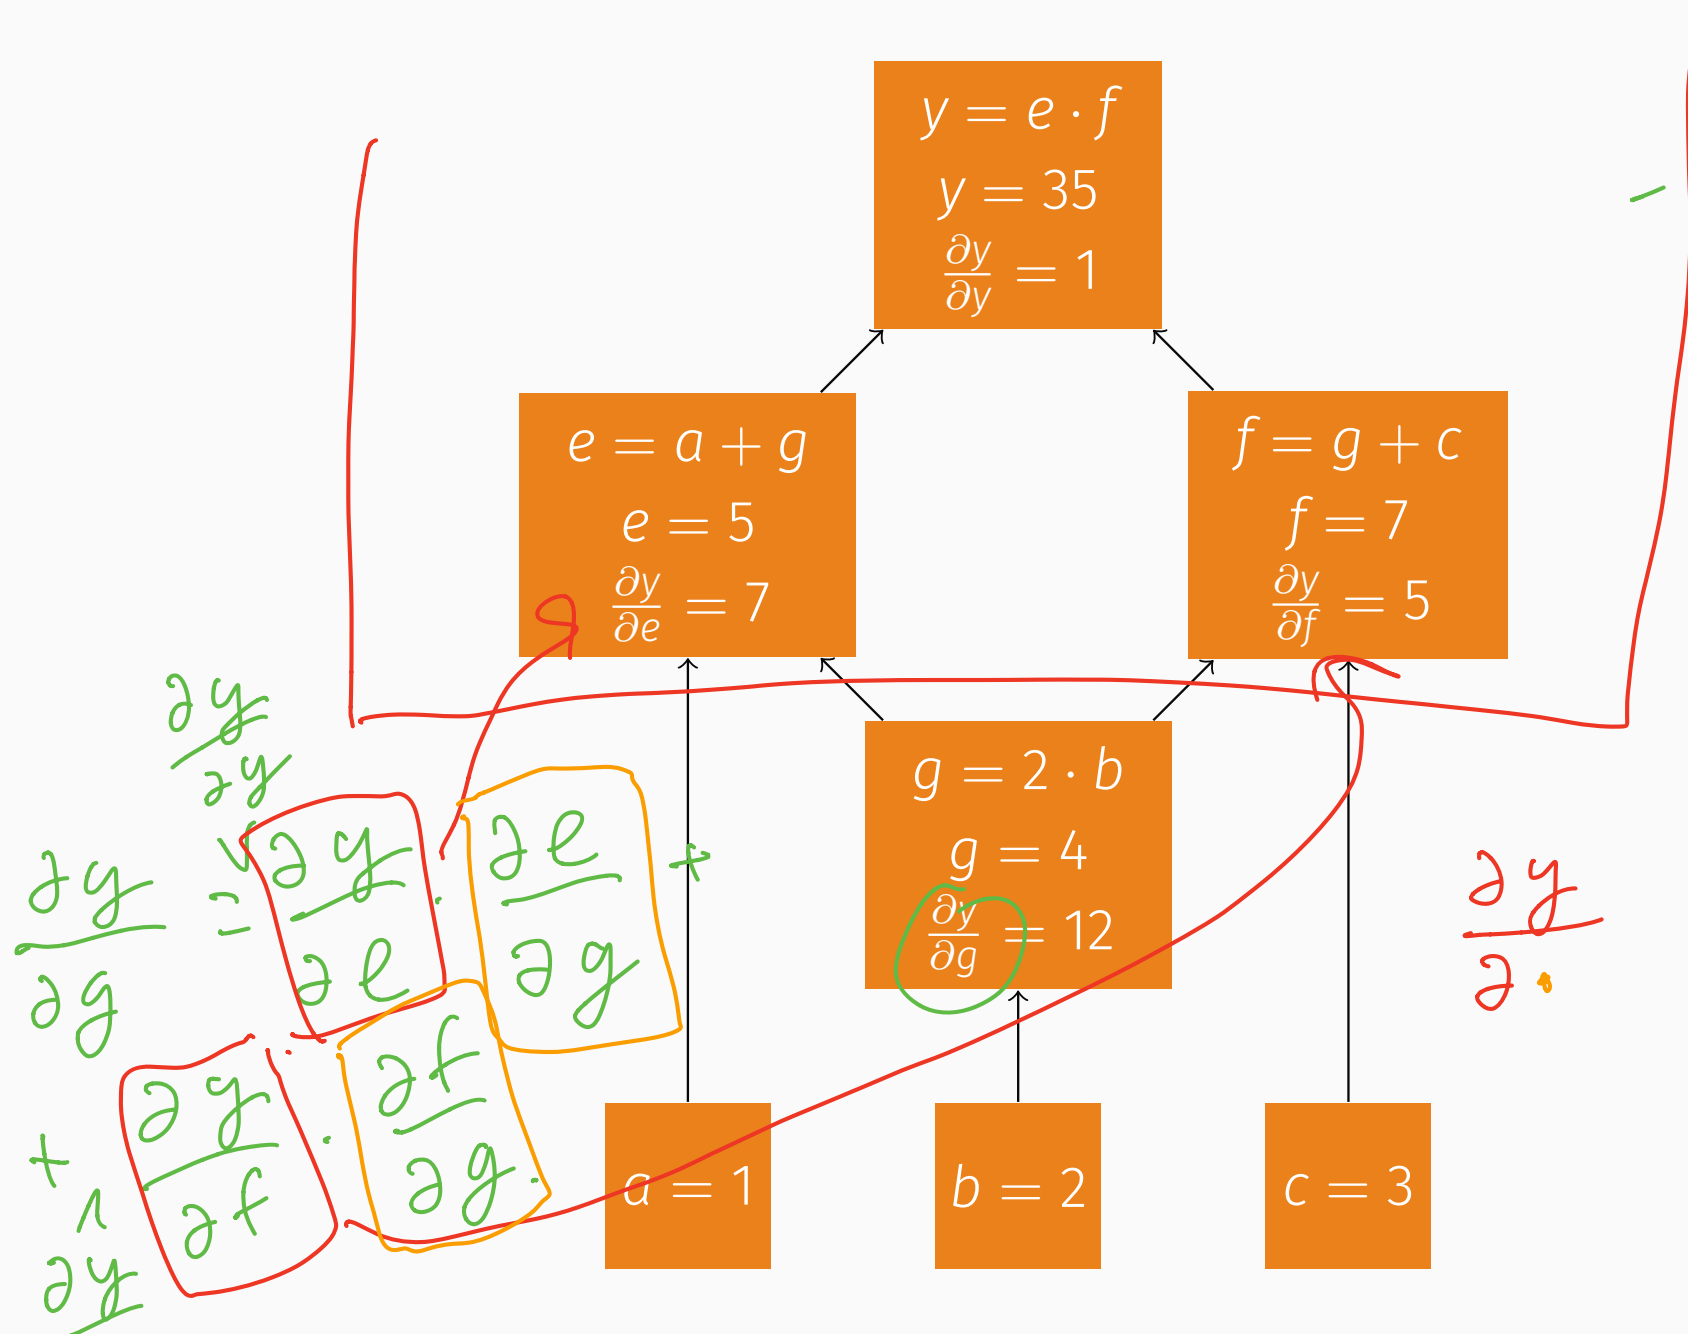 y = e · f
y = 35
∂y/∂y = 1
e = a + g
e = 5
∂y/∂e = 7
f = g + c
f = 7
∂y/∂f = 5
g = 2 · b
g = 4
∂y/∂g = 12
a = 1
b = 2
c = 3
∂y/∂y
∂y/∂g = ∂y/∂e · ∂e/∂g +
+ ∂y/∂f · ∂f/∂g
∂y
∂y/∂